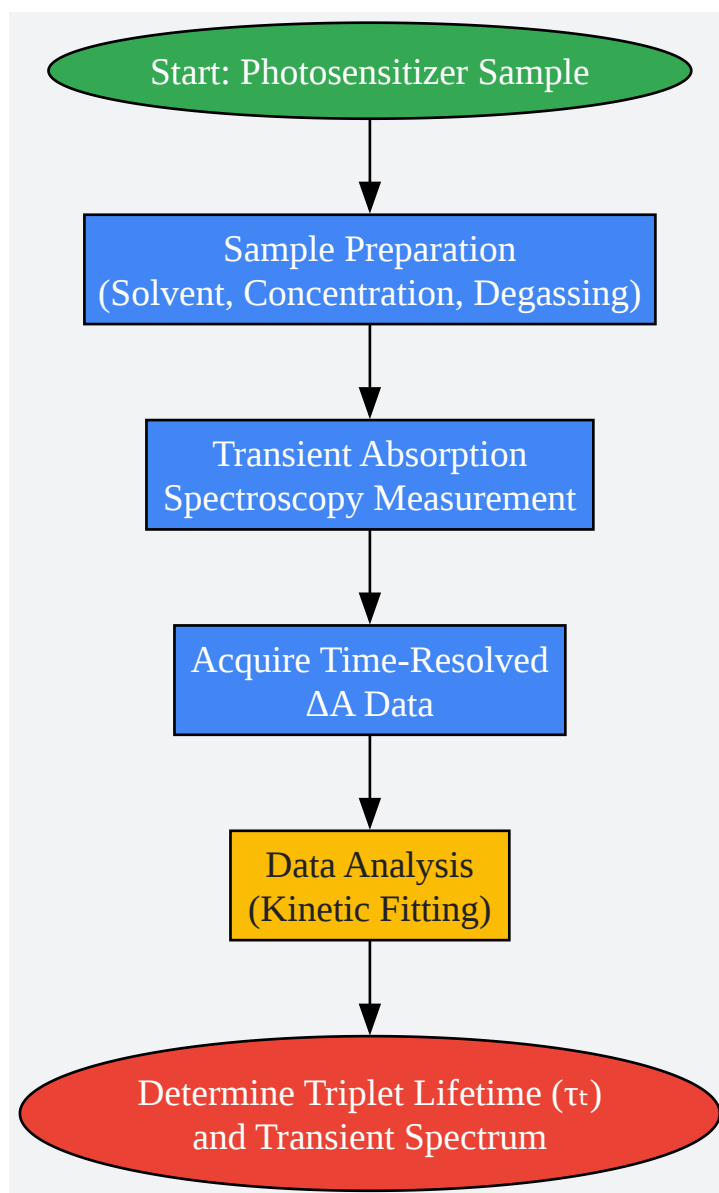 Start: Photosensitizer Sample
Sample Preparation
(Solvent, Concentration, Degassing)
Transient Absorption
Spectroscopy Measurement
Acquire Time-Resolved
ΔA Data
Data Analysis
(Kinetic Fitting)
Determine Triplet Lifetime (τₜ)
and Transient Spectrum